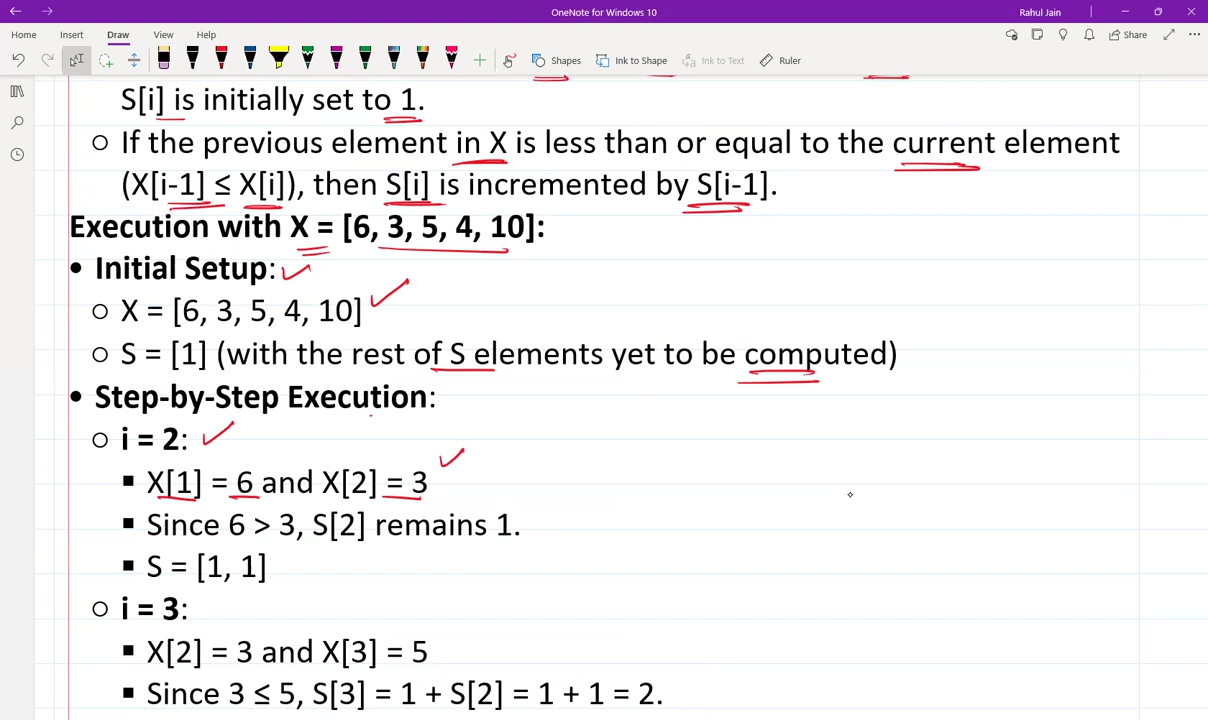 OneNote for Windows 10
Rahul Jain
Home Insert Draw View Help
Share
Shapes Ink to Shape Ink to Text Ruler
S[i] is initially set to 1.
If the previous element in X is less than or equal to the current element
(X[i-1] ≤ X[i]), then S[i] is incremented by S[i-1].
Execution with X = [6, 3, 5, 4, 10]:
• Initial Setup:
X = [6, 3, 5, 4, 10]
S = [1] (with the rest of S elements yet to be computed)
• Step-by-Step Execution:
i = 2:
X[1] = 6 and X[2] = 3
Since 6 > 3, S[2] remains 1.
S = [1, 1]
i = 3:
X[2] = 3 and X[3] = 5
Since 3 ≤ 5, S[3] = 1 + S[2] = 1 + 1 = 2.